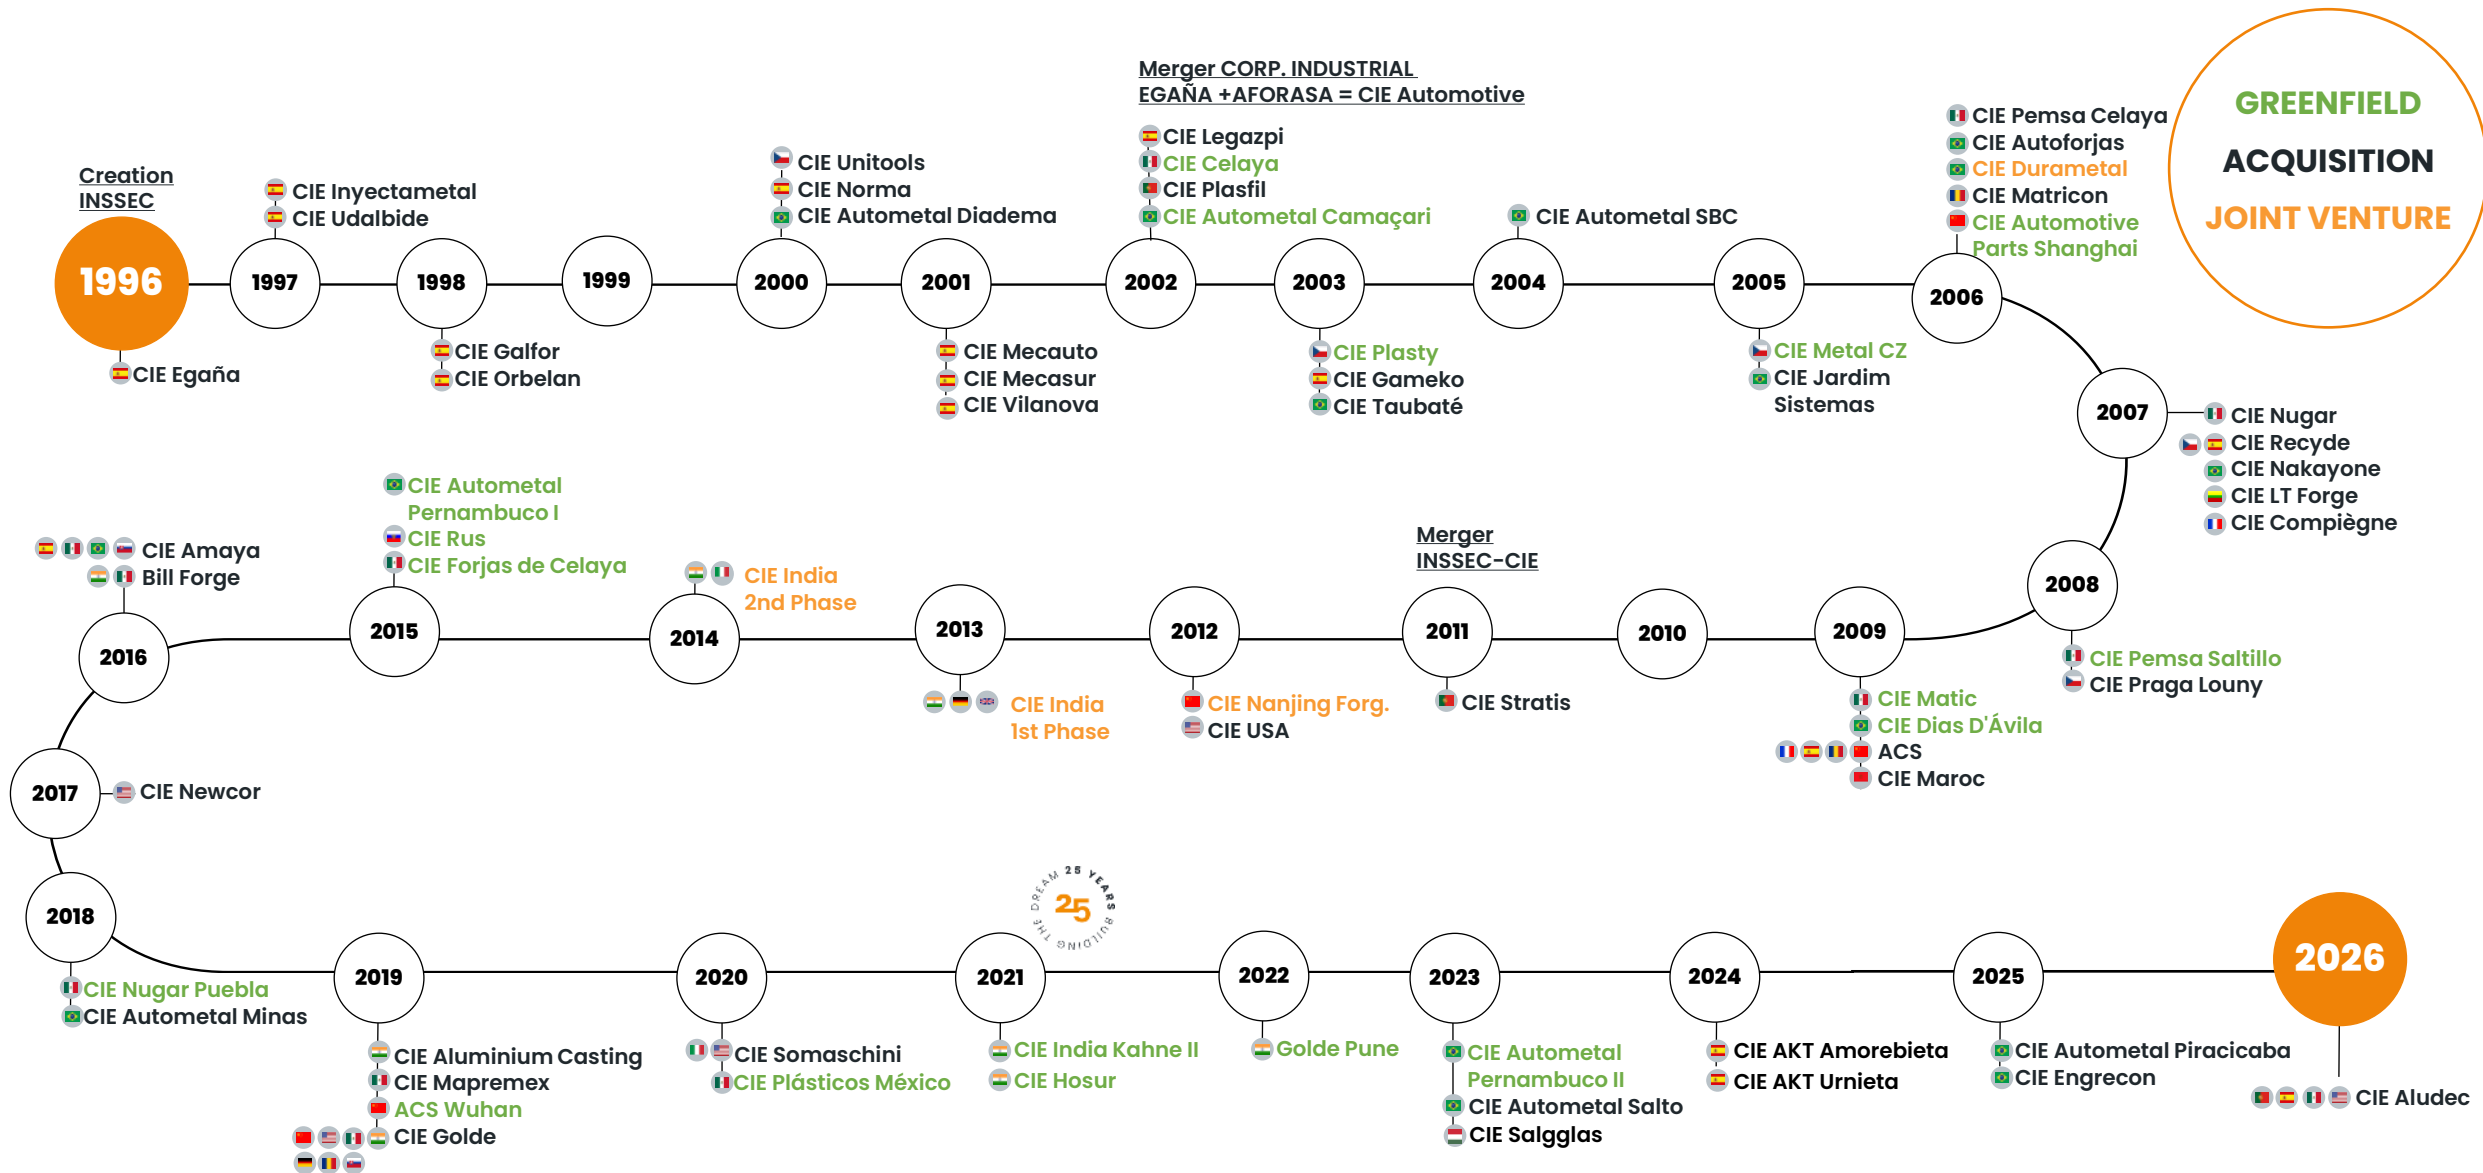 Merger CORP. INDUSTRIAL
EGAÑA +AFORASA = CIE Automotive
GREENFIELD
ACQUISITION
JOINT VENTURE
Creation
INSSEC
1996
CIE Egaña
CIE Inyectametal
CIE Udalbide
1997
1998
CIE Galfor
CIE Orbelan
1999
CIE Unitools
CIE Norma
CIE Autometal Diadema
2000
2001
CIE Mecauto
CIE Mecasur
CIE Vilanova
CIE Legazpi
CIE Celaya
CIE Plasfil
CIE Autometal Camaçari
2002
2003
CIE Plasty
CIE Gameko
CIE Taubaté
CIE Autometal SBC
2004
2005
CIE Metal CZ
CIE Jardim
Sistemas
CIE Pemsa Celaya
CIE Autoforjas
CIE Durametal
CIE Matricon
CIE Automotive
Parts Shanghai
2006
2007
CIE Nugar
CIE Recyde
CIE Nakayone
CIE LT Forge
CIE Compiègne
2008
CIE Pemsa Saltillo
CIE Praga Louny
2009
CIE Matic
CIE Dias D'Ávila
ACS
CIE Maroc
2010
Merger
INSSEC-CIE
2011
CIE Stratis
2012
CIE Nanjing Forg.
CIE USA
2013
CIE India
1st Phase
CIE India
2nd Phase
2014
CIE Autometal
Pernambuco I
CIE Rus
CIE Forjas de Celaya
2015
CIE Amaya
Bill Forge
2016
2017
CIE Newcor
2018
CIE Nugar Puebla
CIE Autometal Minas
2019
CIE Aluminium Casting
CIE Mapremex
ACS Wuhan
CIE Golde
2020
CIE Somaschini
CIE Plásticos México
25 YEARS BUILDING THE DREAM
25
2021
CIE India Kahne II
CIE Hosur
2022
Golde Pune
2023
CIE Autometal
Pernambuco II
CIE Autometal Salto
CIE Salgglas
2024
CIE AKT Amorebieta
CIE AKT Urnieta
2025
CIE Autometal Piracicaba
CIE Engrecon
2026
CIE Aludec